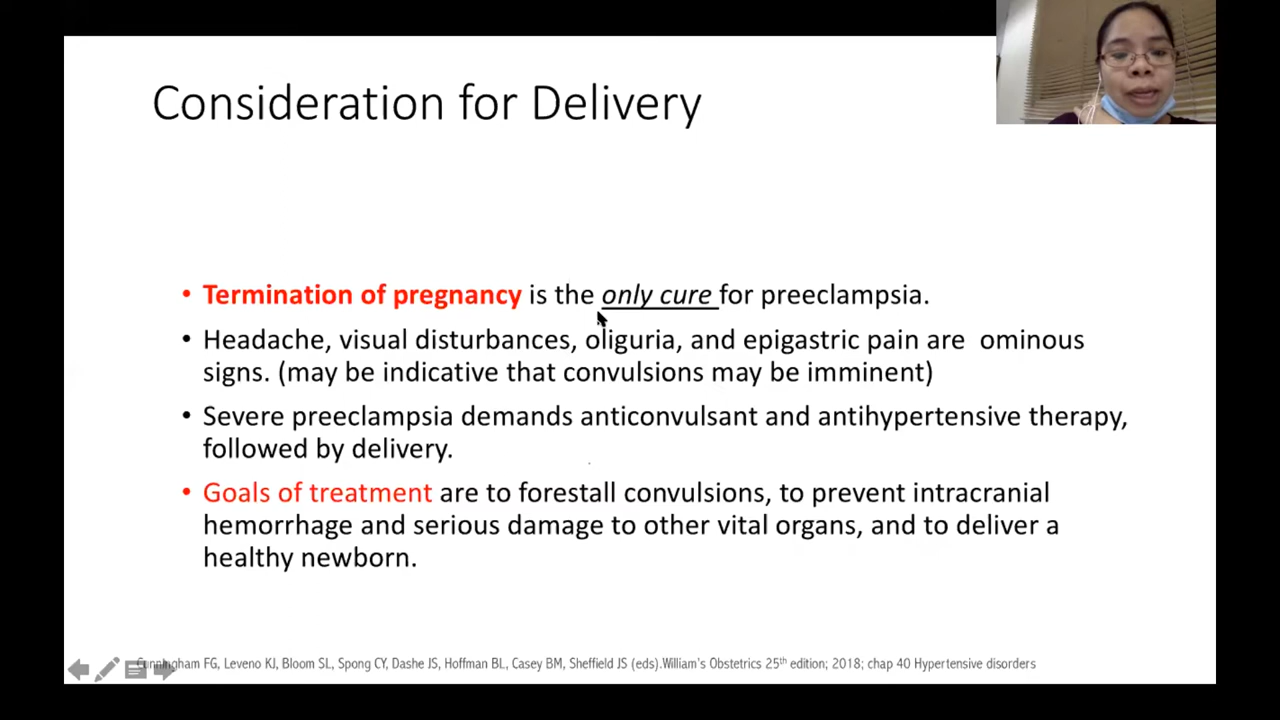 Consideration for Delivery
• Termination of pregnancy is the only cure for preeclampsia.
• Headache, visual disturbances, oliguria, and epigastric pain are ominous
signs. (may be indicative that convulsions may be imminent)
• Severe preeclampsia demands anticonvulsant and antihypertensive therapy,
followed by delivery.
• Goals of treatment are to forestall convulsions, to prevent intracranial
hemorrhage and serious damage to other vital organs, and to deliver a
healthy newborn.
Cunningham FG, Leveno KJ, Bloom SL, Spong CY, Dashe JS, Hoffman BL, Casey BM, Sheffield JS (eds).William's Obstetrics 25th edition; 2018; chap 40 Hypertensive disorders